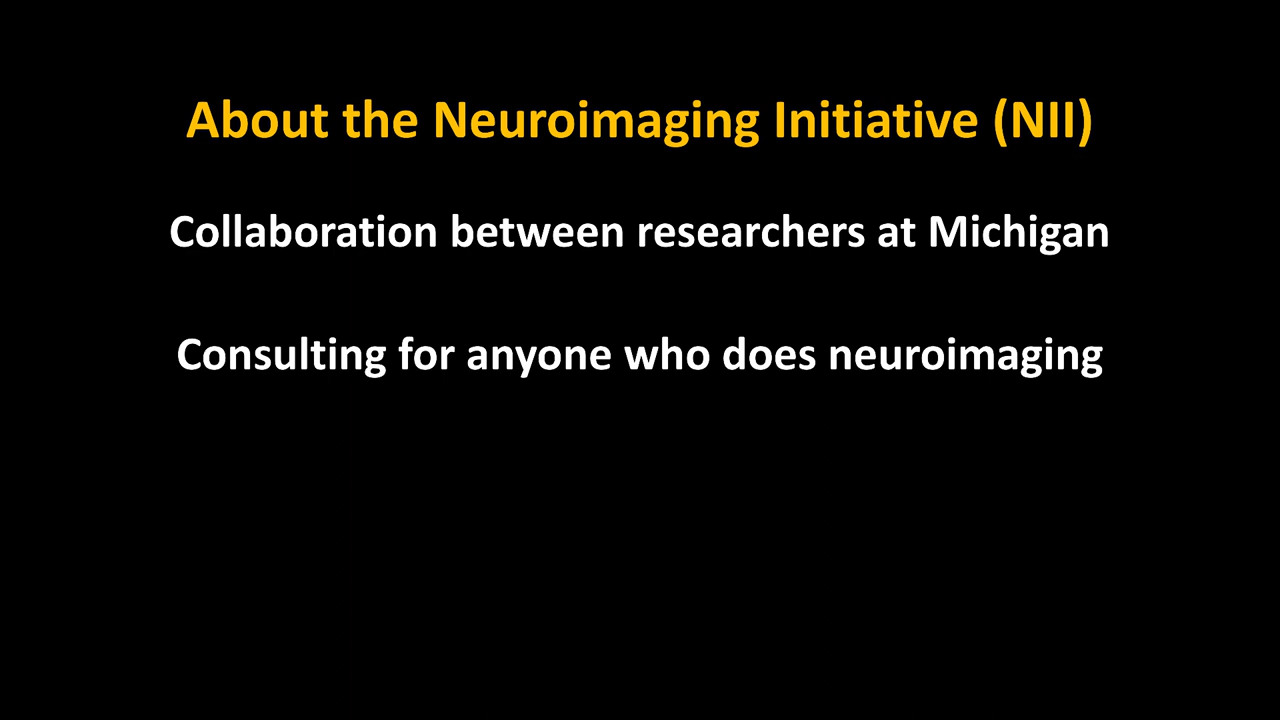 About the Neuroimaging Initiative (NII)
Collaboration between researchers at Michigan
Consulting for anyone who does neuroimaging